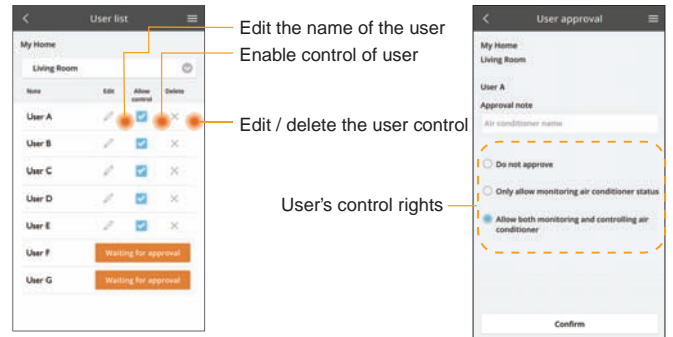 User list
My Home
Living Room
Name Edit Allow control Delete
User A
User B
User C
User D
User E
User F Waiting for approval
User G Waiting for approval
Edit the name of the user
Enable control of user
Edit / delete the user control
User's control rights
User approval
My Home
Living Room
User A
Approval note
Air conditioner name
Do not approve
Only allow monitoring air conditioner status
Allow both monitoring and controlling air
conditioner
Confirm